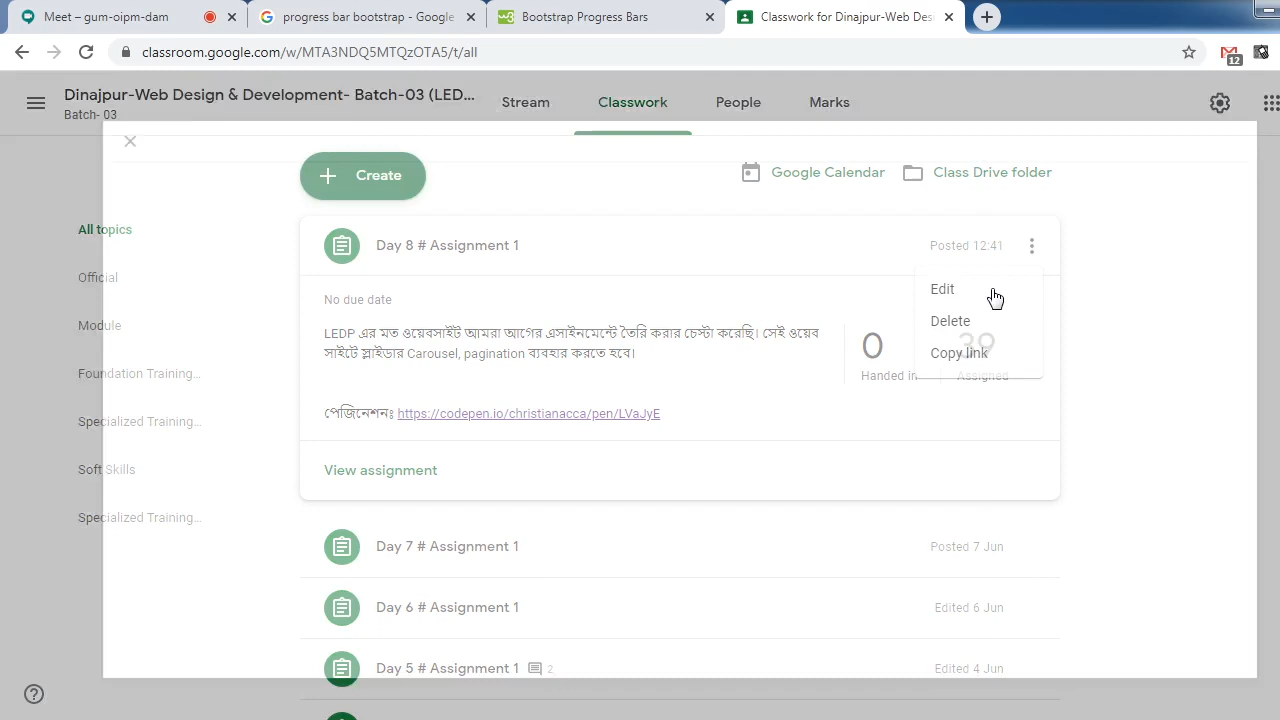 Meet – gum-oipm-dam
progress bar bootstrap - Google
Bootstrap Progress Bars
Classwork for Dinajpur-Web Des
classroom.google.com/w/MTA3NDQ5MTQzOTA5/t/all
12
Dinajpur-Web Design & Development- Batch-03 (LED...
Batch- 03
Stream
Classwork
People
Marks
Create
Google Calendar
Class Drive folder
All topics
Official
Module
Foundation Training...
Specialized Training...
Soft Skills
Specialized Training...
Day 8 # Assignment 1
Posted 12:41
Edit
Delete
Copy link
No due date
LEDP এর মত ওয়েবসাইট আমরা আগের এসাইনমেন্টে তৈরি করার চেস্টা করেছি। সেই ওয়েব
সাইটে স্লাইডার Carousel, pagination ব্যবহার করতে হবে।
0
39
Handed in
Assigned
পেজিনেশনঃ https://codepen.io/christianacca/pen/LVaJyE
View assignment
Day 7 # Assignment 1
Posted 7 Jun
Day 6 # Assignment 1
Edited 6 Jun
Day 5 # Assignment 1
2
Edited 4 Jun